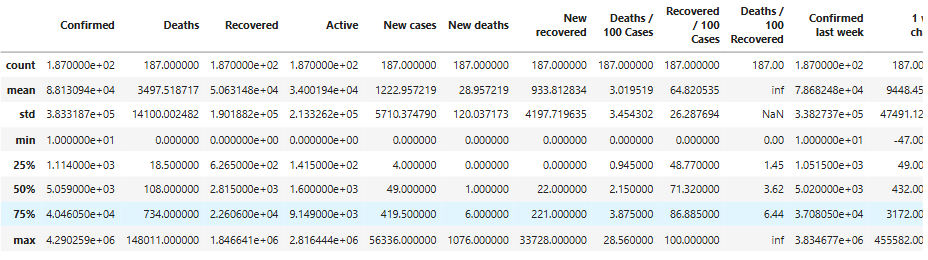 Confirmed Deaths Recovered Active New cases New deaths New recovered Deaths / 100 Cases Recovered / 100 Cases Deaths / 100 Recovered Confirmed last week 1
count 1.870000e+02 187.000000 1.870000e+02 1.870000e+02 187.000000 187.000000 187.000000 187.000000 187.000000 187.00 1.870000e+02 187.00
mean 8.813094e+04 3497.518717 5.063148e+04 3.400194e+04 1222.957219 28.957219 933.812834 3.019519 64.820535 inf 7.868248e+04 9448.45
std 3.833187e+05 14100.002482 1.901882e+05 2.133262e+05 5710.374790 120.037173 4197.719635 3.454302 26.287694 NaN 3.382737e+05 47491.12
min 1.000000e+01 0.000000 0.000000e+00 0.000000e+00 0.000000 0.000000 0.000000 0.000000 0.000000 0.00 1.000000e+01 -47.00
25% 1.114000e+03 18.500000 6.265000e+02 1.415000e+02 4.000000 0.000000 0.000000 0.945000 48.770000 1.45 1.051500e+03 49.00
50% 5.059000e+03 108.000000 2.815000e+03 1.600000e+03 49.000000 1.000000 22.000000 2.150000 71.320000 3.62 5.020000e+03 432.00
75% 4.046050e+04 734.000000 2.260600e+04 9.149000e+03 419.500000 6.000000 221.000000 3.875000 86.885000 6.44 3.708050e+04 3172.00
max 4.290259e+06 148011.000000 1.846641e+06 2.816444e+06 56336.000000 1076.000000 33728.000000 28.560000 100.000000 inf 3.834677e+06 455582.00